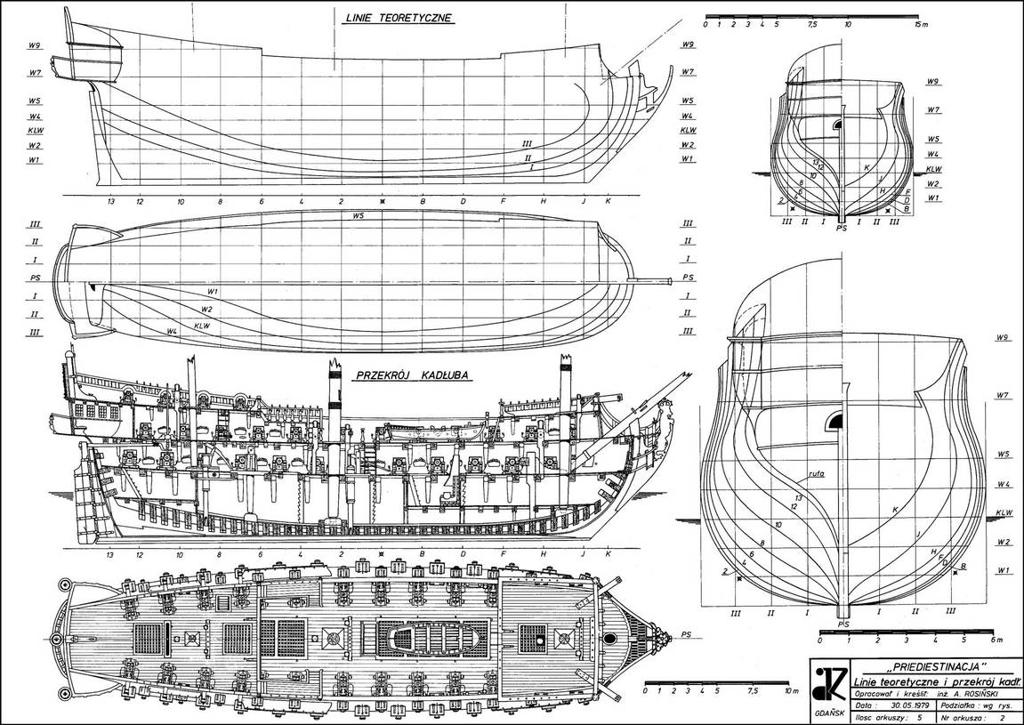 LINIE TEORETYCZNE
0 1 2 3 4 5 7,5 10 15 m
W9 W9
W7 W7
W5 W5
W4 W4
KLW KLW
W2 W2
W1 W1
III
II
I
13 12 10 8 6 4 2 B D F H J K
W9
W7
W5
W4
KLW
W2
W1
13
12
10
8
6
4
2
K
J
H
F
D
B
III II I I II III
PS
W5
III III
II II
I I
PS PS
I I
II II
III III
W1
W2
KLW
W4
PRZEKRÓJ KADŁUBA
13 12 10 8 6 4 2 B D F H J K
PS
W9
W7
W5
W4
KLW
W2
W1
rufa
13
12
10
8
6
4
2
K
J
H
F
D
B
III II I I II III
PS
0 1 2 3 4 5 6 m
0 1 2 3 4 5 7,5 10 m
GDAŃSK
„PRIEDIESTINACJA"
Linie teoretyczne i przekrój kadł.
Opracował i kreślił: inż. A. ROSIŃSKI
Data : 30.05.1979 Podziałka : wg rys.
Ilosc arkuszy : 5 Nr arkusza : 2